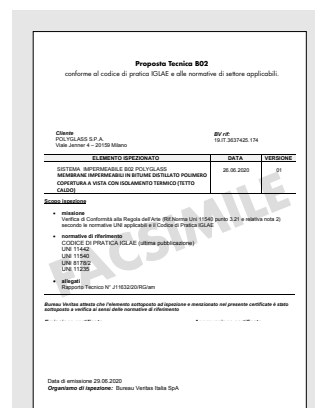 Proposta Tecnica B02
conforme al codice di pratica IGLAE e alle normative di settore applicabili.
Cliente
POLYGLASS S.P.A.
Viale Jenner 4 – 20159 Milano
BV rif:
19.IT.3637425.174
ELEMENTO ISPEZIONATO DATA VERSIONE
SISTEMA IMPERMEABILE B02 POLYGLASS 26.06.2020 01
MEMBRANE IMPERMEABILI IN BITUME DISTILLATO POLIMERO
COPERTURA A VISTA CON ISOLAMENTO TERMICO (TETTO
CALDO)
Scopo ispezione
• missione
Verifica di Conformità alla Regola dell'Arte (Rif.Norma Uni 11540 punto 3.21 e relativa nota 2)
secondo le normative UNI applicabili e il Codice di Pratica IGLAE
• normative di riferimento
CODICE DI PRATICA IGLAE (ultima pubblicazione)
UNI 11442
UNI 11540
UNI 8178/2
UNI 11235
• allegati
Rapporto Tecnico N° J11632/20/RG/am
FACSIMILE
Bureau Veritas attesta che l'elemento sottoposto ad ispezione e menzionato nel presente certificate è stato
sottoposto a verifica ai sensi delle normative di riferimento
Data di emissione 29.06.2020
Organismo di ispezione: Bureau Veritas Italia SpA